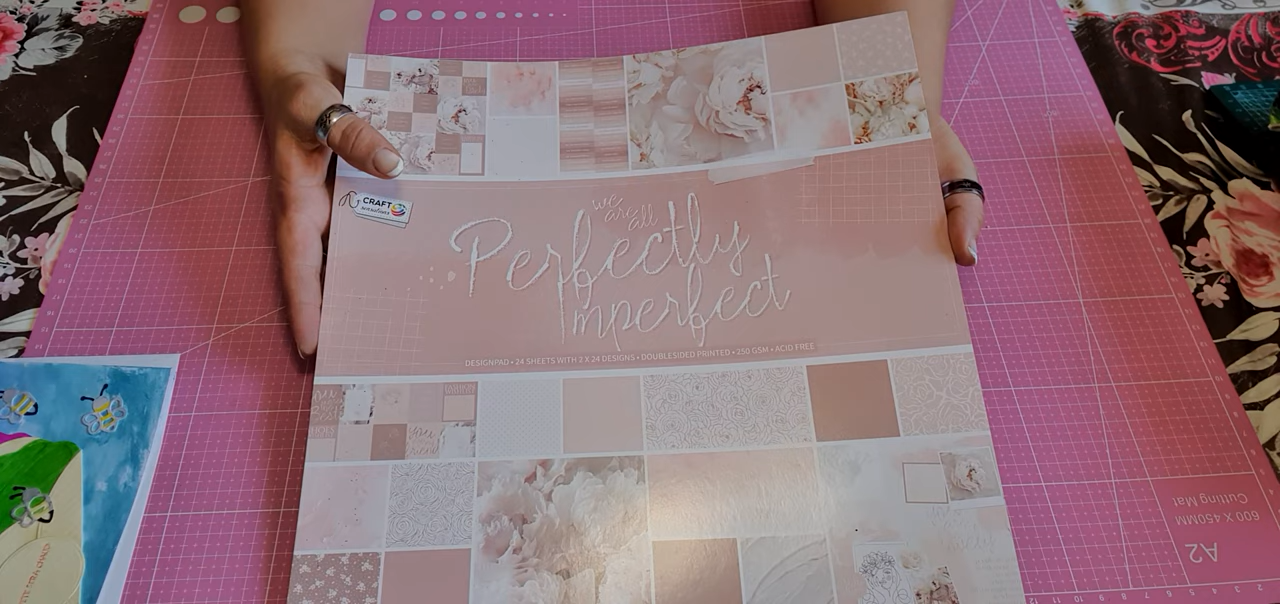 CRAFT
sensations
we
are all
Perfectly
Imperfect
DESIGNPAD • 24 SHEETS WITH 2 X 24 DESIGNS • DOUBLESIDED PRINTED • 250 GSM • ACID FREE
600 X 450MM
Cutting Mat
A2